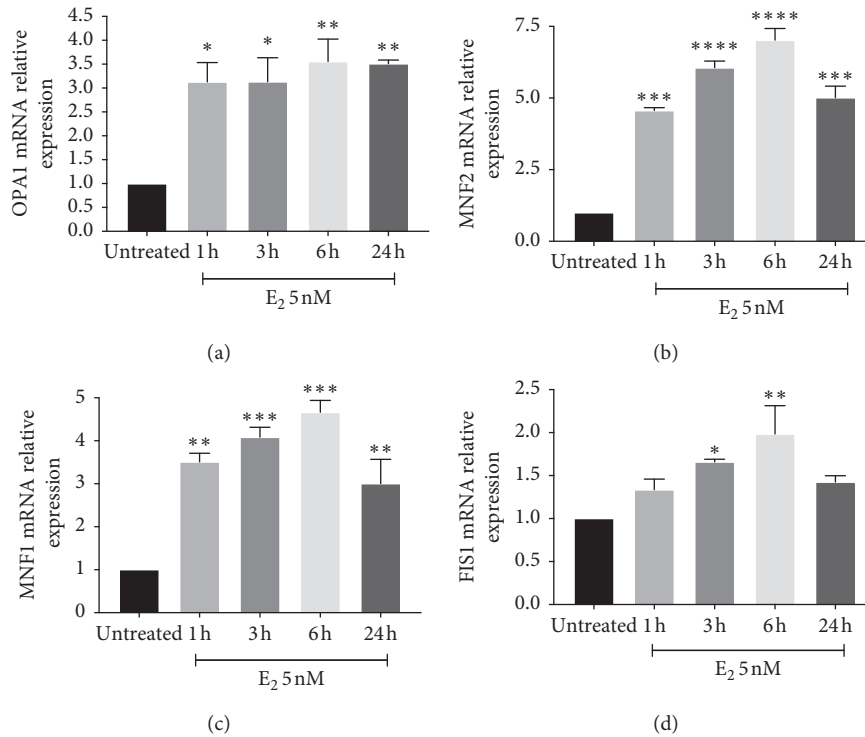 OPA1 mRNA relative
expression
4.5
4.0
3.5
3.0
2.5
2.0
1.5
1.0
0.5
0.0
*
*
**
**
Untreated 1 h 3 h 6 h 24 h
E₂ 5 nM
(a)
MNF2 mRNA relative
expression
7.5
5.0
2.5
0.0
***
****
****
***
Untreated 1 h 3 h 6 h 24 h
E₂ 5 nM
(b)
MNF1 mRNA relative
expression
5
4
3
2
1
0
**
***
***
**
Untreated 1 h 3 h 6 h 24 h
E₂ 5 nM
(c)
FIS1 mRNA relative
expression
2.5
2.0
1.5
1.0
0.5
0.0
*
**
Untreated 1 h 3 h 6 h 24 h
E₂ 5 nM
(d)